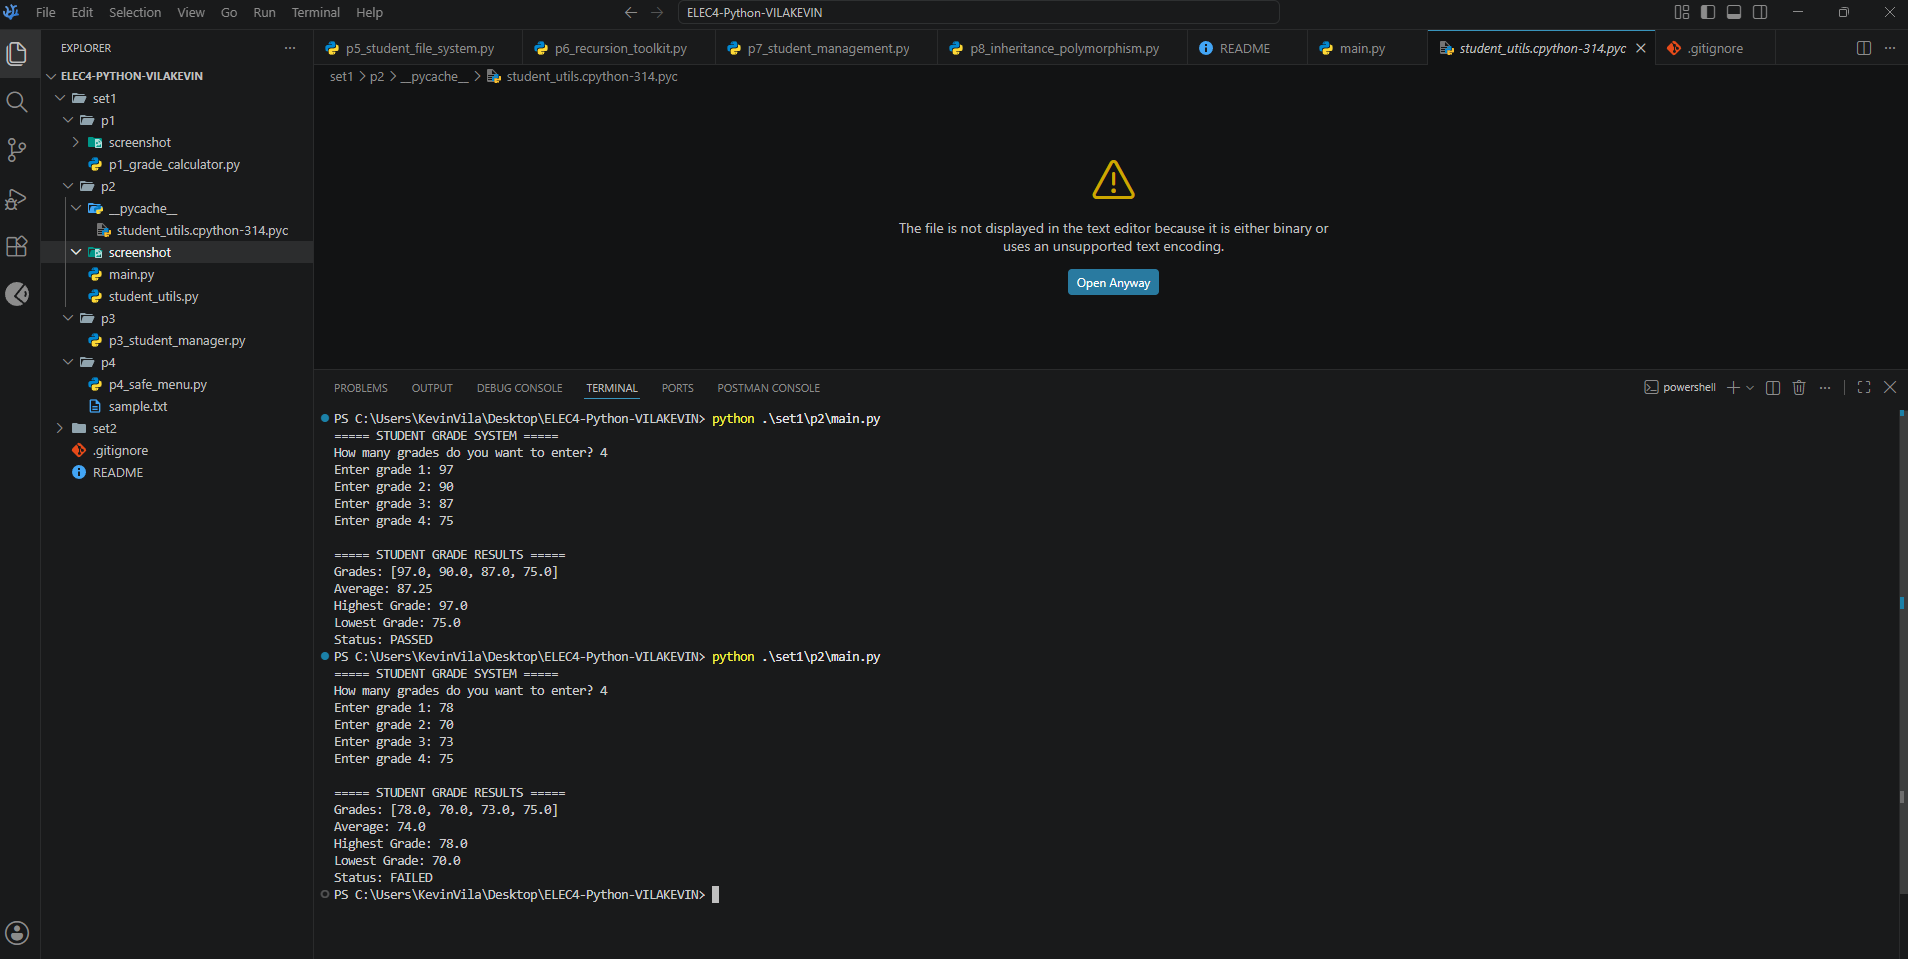 File Edit Selection View Go Run Terminal Help
ELEC4-Python-VILAKEVIN
EXPLORER
ELEC4-PYTHON-VILAKEVIN
set1
p1
screenshot
p1_grade_calculator.py
p2
__pycache__
student_utils.cpython-314.pyc
screenshot
main.py
student_utils.py
p3
p3_student_manager.py
p4
p4_safe_menu.py
sample.txt
set2
.gitignore
README
p5_student_file_system.py p6_recursion_toolkit.py p7_student_management.py p8_inheritance_polymorphism.py README main.py student_utils.cpython-314.pyc .gitignore
set1 > p2 > __pycache__ > student_utils.cpython-314.pyc
The file is not displayed in the text editor because it is either binary or
uses an unsupported text encoding.
Open Anyway
PROBLEMS OUTPUT DEBUG CONSOLE TERMINAL PORTS POSTMAN CONSOLE
powershell
PS C:\Users\KevinVila\Desktop\ELEC4-Python-VILAKEVIN> python .\set1\p2\main.py
===== STUDENT GRADE SYSTEM =====
How many grades do you want to enter? 4
Enter grade 1: 97
Enter grade 2: 90
Enter grade 3: 87
Enter grade 4: 75
===== STUDENT GRADE RESULTS =====
Grades: [97.0, 90.0, 87.0, 75.0]
Average: 87.25
Highest Grade: 97.0
Lowest Grade: 75.0
Status: PASSED
PS C:\Users\KevinVila\Desktop\ELEC4-Python-VILAKEVIN> python .\set1\p2\main.py
===== STUDENT GRADE SYSTEM =====
How many grades do you want to enter? 4
Enter grade 1: 78
Enter grade 2: 70
Enter grade 3: 73
Enter grade 4: 75
===== STUDENT GRADE RESULTS =====
Grades: [78.0, 70.0, 73.0, 75.0]
Average: 74.0
Highest Grade: 78.0
Lowest Grade: 70.0
Status: FAILED
PS C:\Users\KevinVila\Desktop\ELEC4-Python-VILAKEVIN>